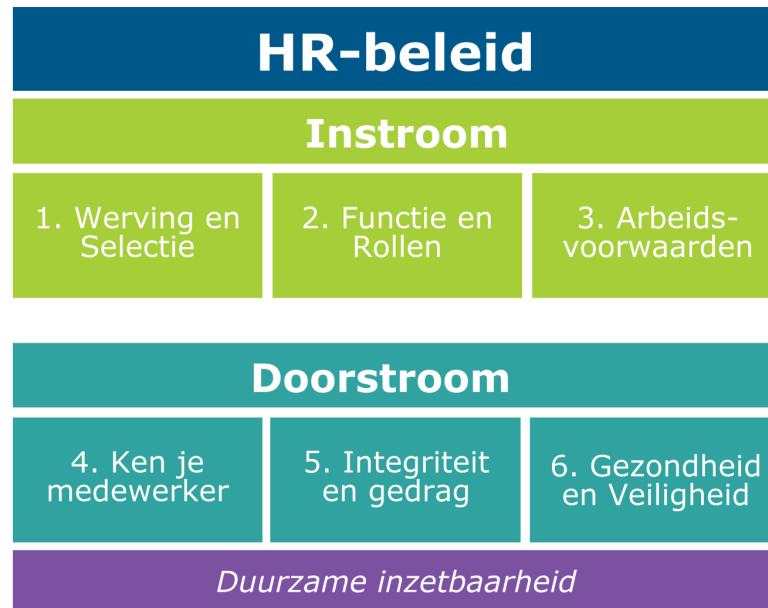 HR-beleid
Instroom
1. Werving en
Selectie
2. Functie en
Rollen
3. Arbeids-
voorwaarden
Doorstroom
4. Ken je
medewerker
5. Integriteit
en gedrag
6. Gezondheid
en Veiligheid
Duurzame inzetbaarheid